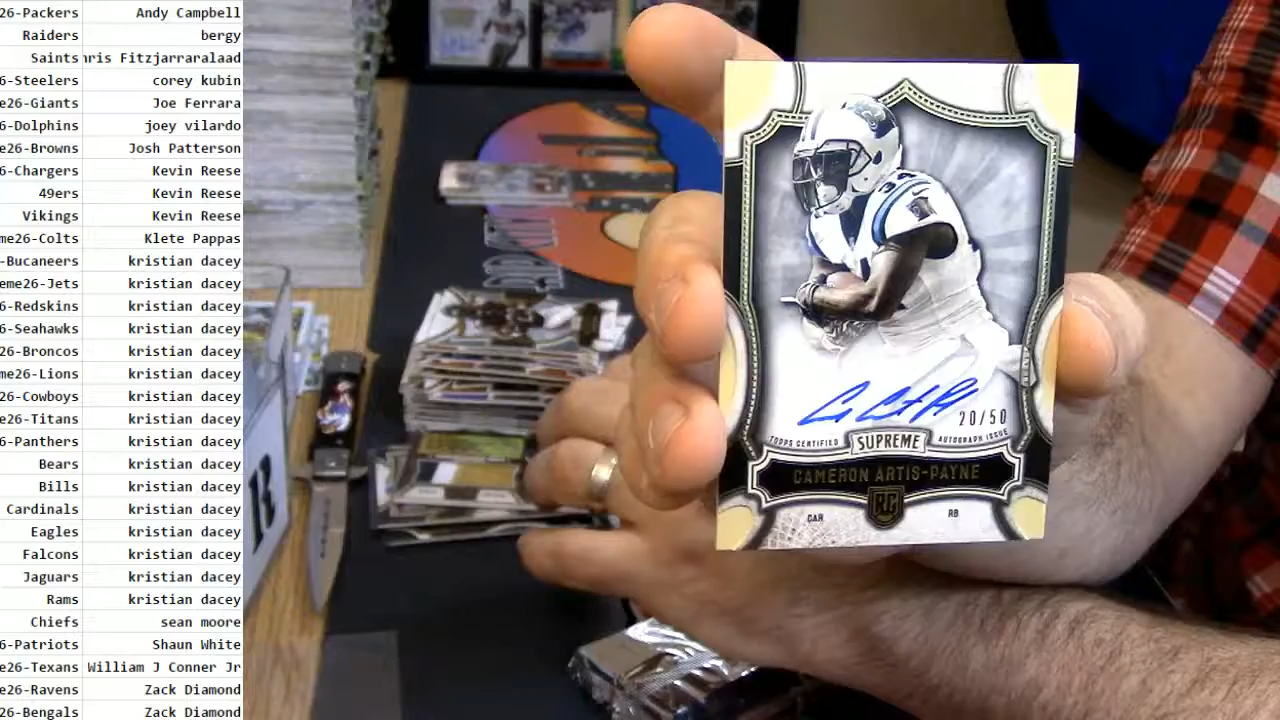 26-Packers Andy Campbell
Raiders bergy
Saints hris Fitzjarraralaad
6-Steelers corey kubin
e26-Giants Joe Ferrara
6-Dolphins joey vilardo
e26-Browns Josh Patterson
6-Chargers Kevin Reese
49ers Kevin Reese
Vikings Kevin Reese
me26-Colts Klete Pappas
-Bucaneers kristian dacey
eme26-Jets kristian dacey
6-Redskins kristian dacey
-Seahawks kristian dacey
26-Broncos kristian dacey
me26-Lions kristian dacey
26-Cowboys kristian dacey
e26-Titans kristian dacey
6-Panthers kristian dacey
Bears kristian dacey
Bills kristian dacey
Cardinals kristian dacey
Eagles kristian dacey
Falcons kristian dacey
Jaguars kristian dacey
Rams kristian dacey
Chiefs sean moore
6-Patriots Shaun White
e26-Texans William J Conner Jr
e26-Ravens Zack Diamond
26-Bengals Zack Diamond
34
20/50
TOPPS CERTIFIED SUPREME AUTOGRAPH ISSUE
CAMERON ARTIS-PAYNE
RC
CAR RB
R